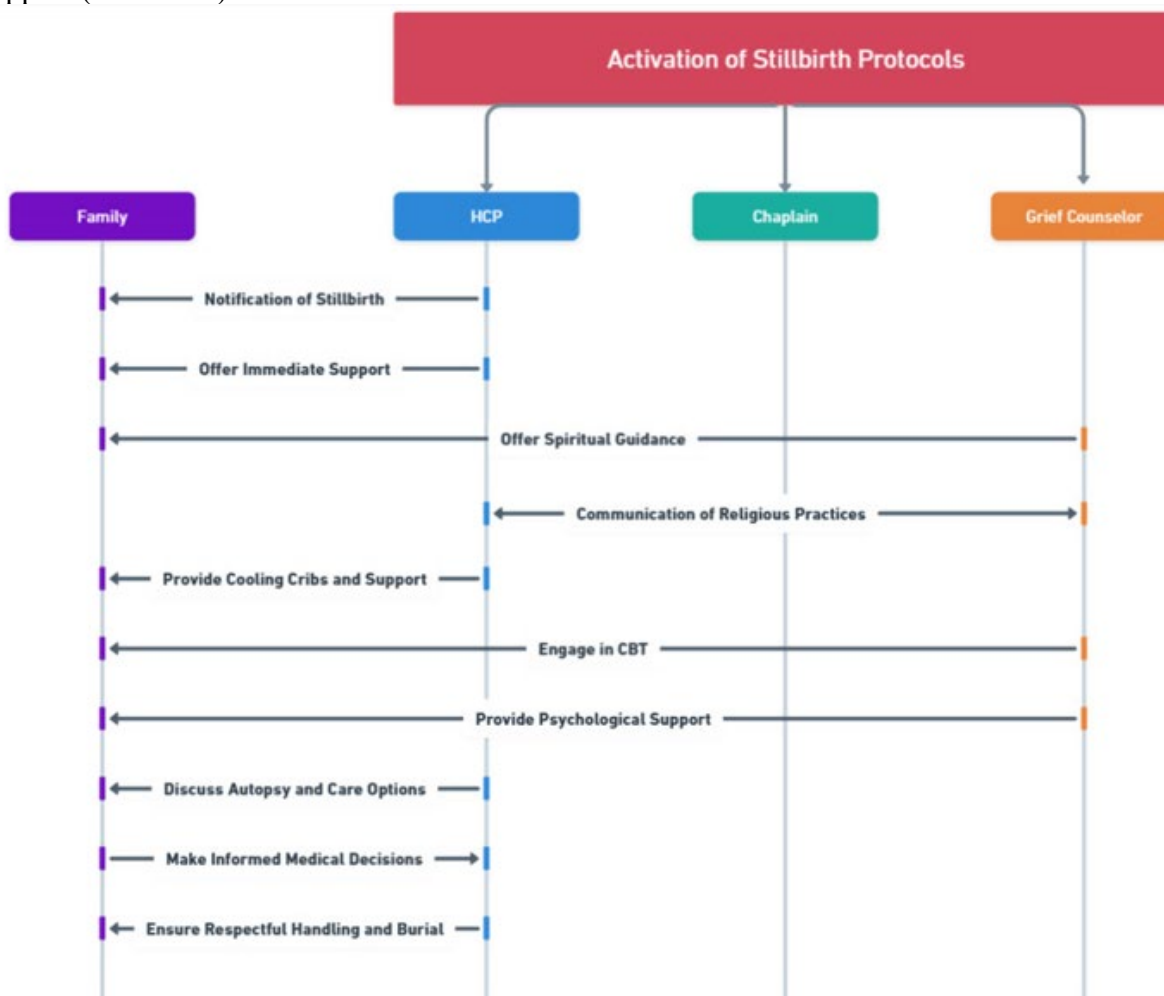 Activation of Stillbirth Protocols
Family
HCP
Chaplain
Grief Counselor
Notification of Stillbirth
Offer Immediate Support
Offer Spiritual Guidance
Communication of Religious Practices
Provide Cooling Cribs and Support
Engage in CBT
Provide Psychological Support
Discuss Autopsy and Care Options
Make Informed Medical Decisions
Ensure Respectful Handling and Burial